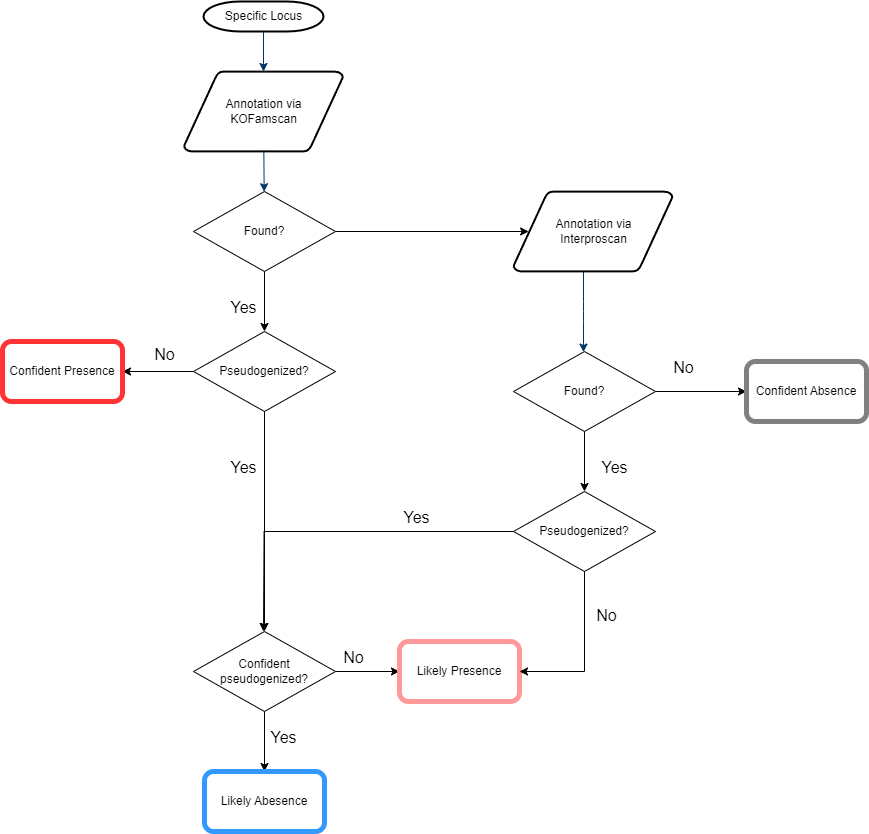 Specific Locus
Annotation via
KOFamscan
Found?
Annotation via
Interproscan
Yes
No
Confident Presence
Pseudogenized?
Found?
No
Confident Absence
Yes
Yes
Yes
Pseudogenized?
No
Confident
pseudogenized?
No
Likely Presence
Yes
Likely Abesence